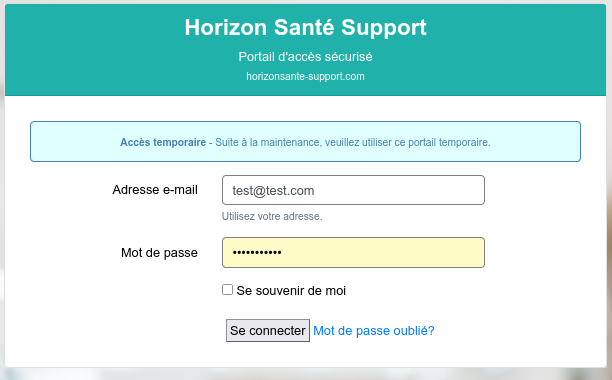 Horizon Santé Support
Portail d'accès sécurisé
horizonsante-support.com
Accès temporaire - Suite à la maintenance, veuillez utiliser ce portail temporaire.
Adresse e-mail test@test.com
Utilisez votre adresse.
Mot de passe •••••••••••
Se souvenir de moi
Se connecter Mot de passe oublié?